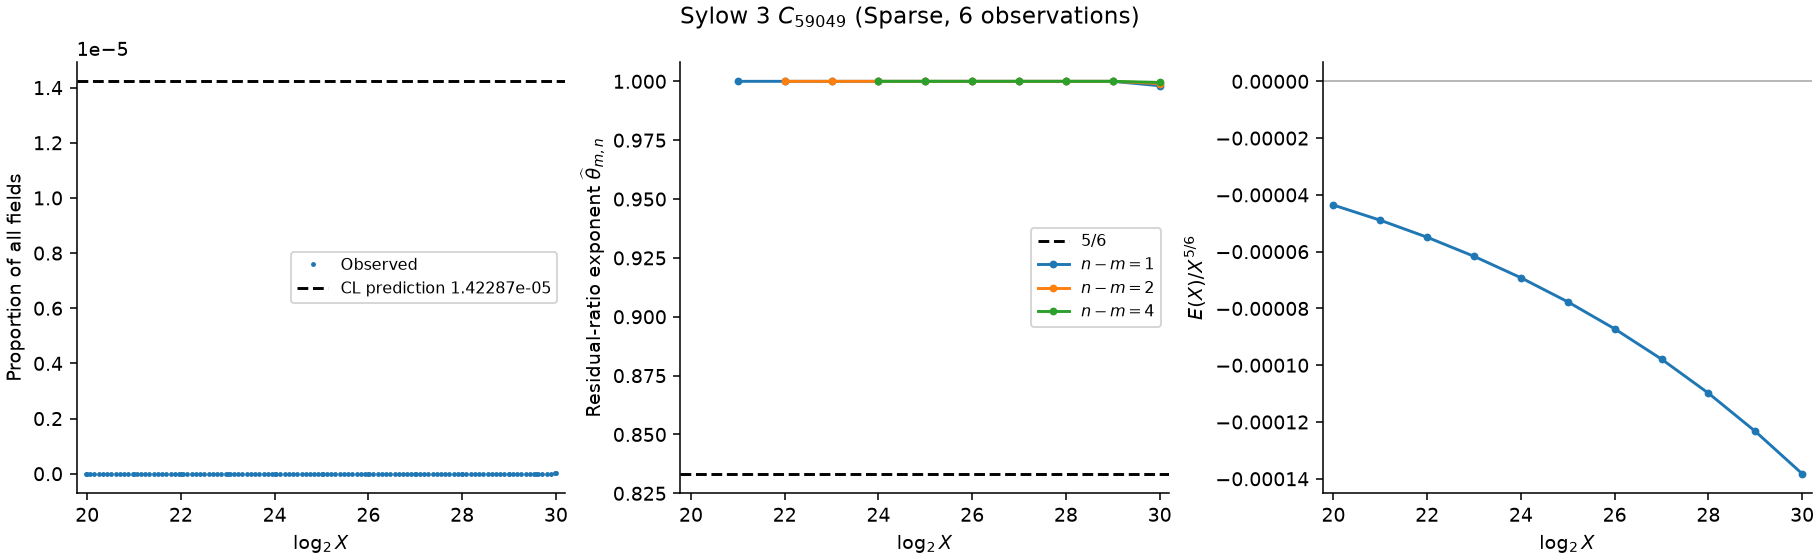 Sylow 3 C₅₉₀₄₉ (Sparse, 6 observations)
1e−5
Proportion of all fields
1.4
1.2
1.0
0.8
0.6
0.4
0.2
0.0
Observed
CL prediction 1.42287e-05
20 22 24 26 28 30
log₂ X
Residual-ratio exponent θ̂ₘ,ₙ
1.000
0.975
0.950
0.925
0.900
0.875
0.850
0.825
5/6
n − m = 1
n − m = 2
n − m = 4
20 22 24 26 28 30
log₂ X
E(X)/X⁵ᐟ⁶
0.00000
−0.00002
−0.00004
−0.00006
−0.00008
−0.00010
−0.00012
−0.00014
20 22 24 26 28 30
log₂ X